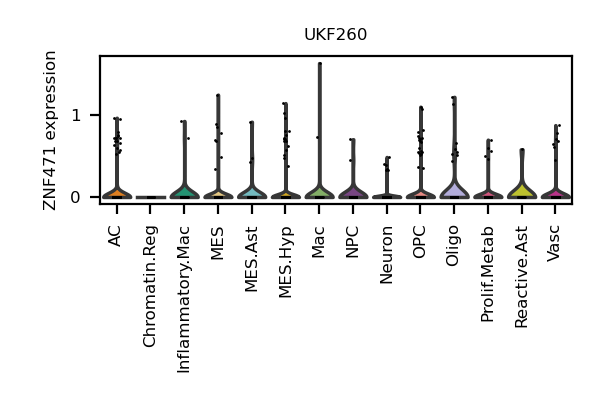 UKF260
ZNF471 expression
1
0
AC
Chromatin.Reg
Inflammatory.Mac
MES
MES.Ast
MES.Hyp
Mac
NPC
Neuron
OPC
Oligo
Prolif.Metab
Reactive.Ast
Vasc